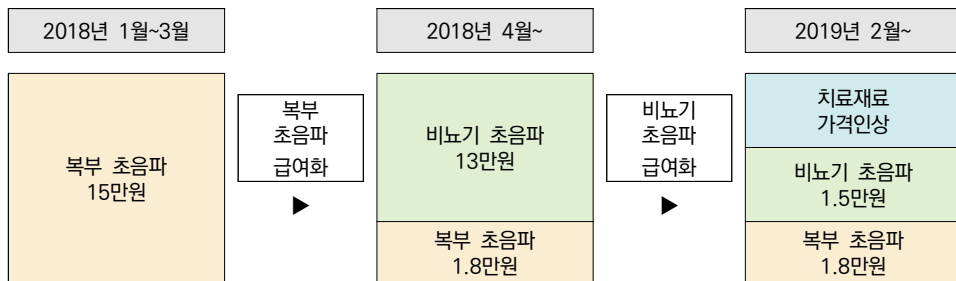 2018년 1월~3월
2018년 4월~
2019년 2월~
복부 초음파
15만원
복부
초음파
급여화
▶
비뇨기 초음파
13만원
복부 초음파
1.8만원
비뇨기
초음파
급여화
▶
치료재료
가격인상
비뇨기 초음파
1.5만원
복부 초음파
1.8만원